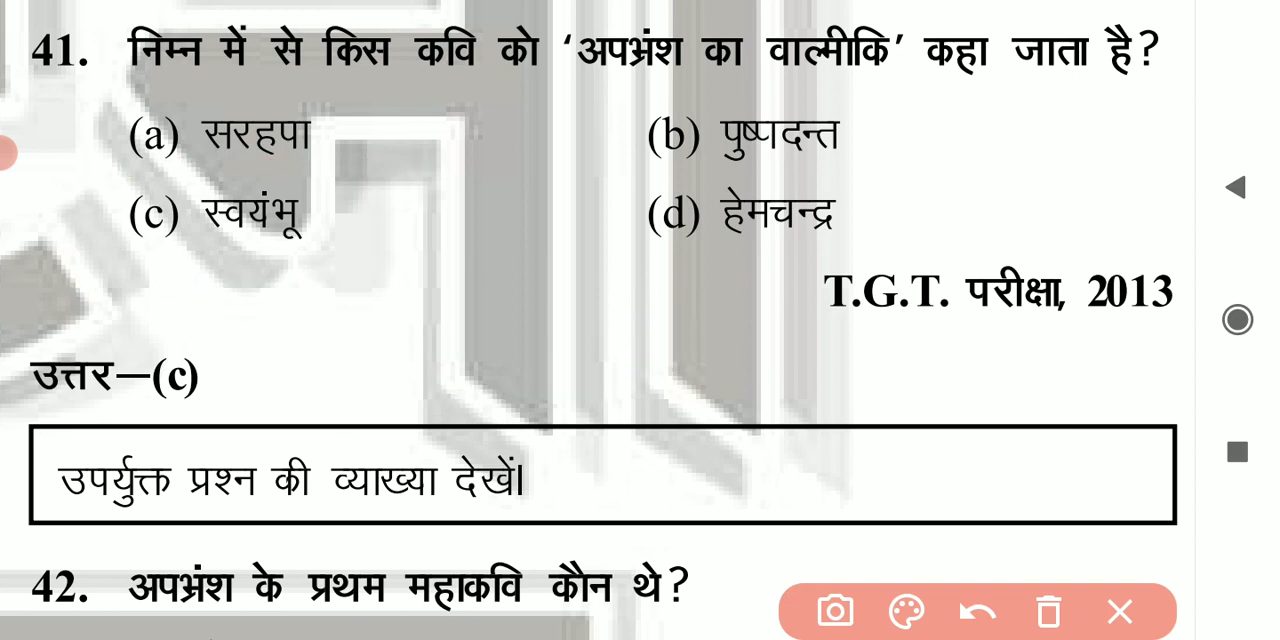 41. निम्न में से किस कवि को ‘अपभ्रंश का वाल्मीकि’ कहा जाता है?
(a) सरहपा (b) पुष्पदन्त
(c) स्वयंभू (d) हेमचन्द्र
T.G.T. परीक्षा, 2013
उत्तर—(c)
उपर्युक्त प्रश्न की व्याख्या देखें।
42. अपभ्रंश के प्रथम महाकवि कौन थे?